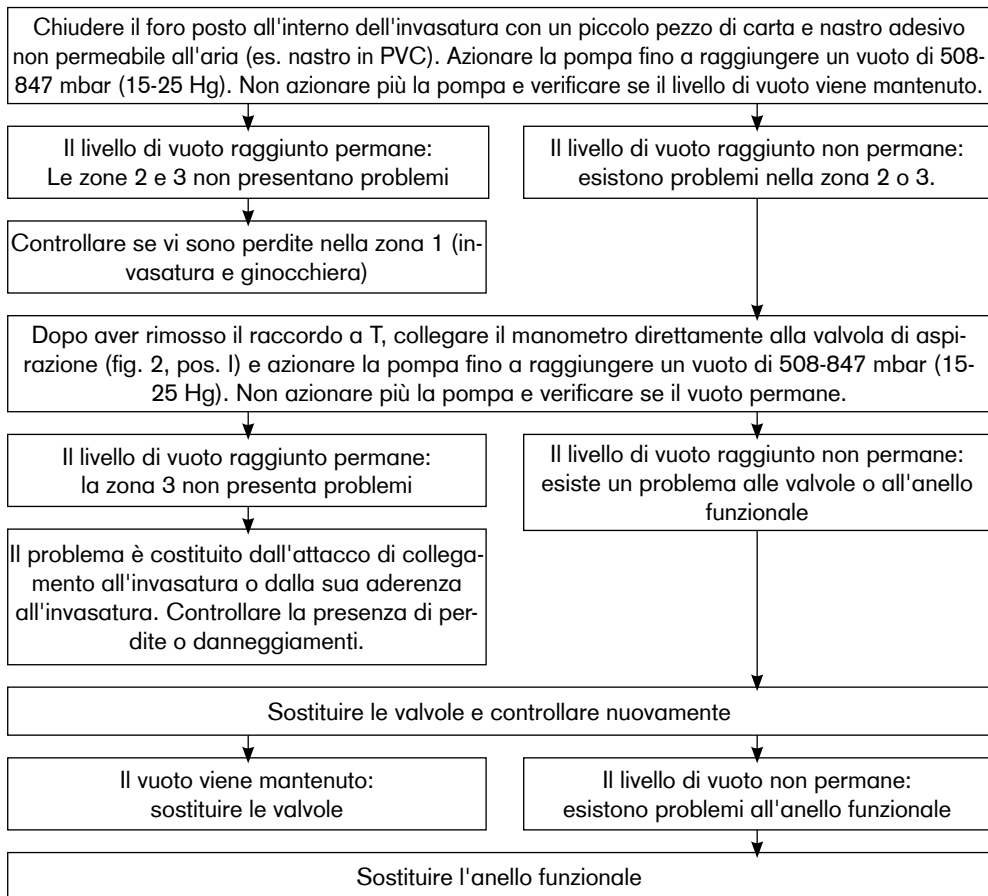 Chiudere il foro posto all'interno dell'invasatura con un piccolo pezzo di carta e nastro adesivo
non permeabile all'aria (es. nastro in PVC). Azionare la pompa fino a raggiungere un vuoto di 508-
847 mbar (15-25 Hg). Non azionare più la pompa e verificare se il livello di vuoto viene mantenuto.
Il livello di vuoto raggiunto permane:
Le zone 2 e 3 non presentano problemi
Il livello di vuoto raggiunto non permane:
esistono problemi nella zona 2 o 3.
Controllare se vi sono perdite nella zona 1 (in-
vasatura e ginocchiera)
Dopo aver rimosso il raccordo a T, collegare il manometro direttamente alla valvola di aspi-
razione (fig. 2, pos. I) e azionare la pompa fino a raggiungere un vuoto di 508-847 mbar (15-
25 Hg). Non azionare più la pompa e verificare se il vuoto permane.
Il livello di vuoto raggiunto permane:
la zona 3 non presenta problemi
Il livello di vuoto raggiunto non permane:
esiste un problema alle valvole o all'anello
funzionale
Il problema è costituito dall'attacco di collega-
mento all'invasatura o dalla sua aderenza
all'invasatura. Controllare la presenza di per-
dite o danneggiamenti.
Sostituire le valvole e controllare nuovamente
Il vuoto viene mantenuto:
sostituire le valvole
Il livello di vuoto non permane:
esistono problemi all'anello funzionale
Sostituire l'anello funzionale